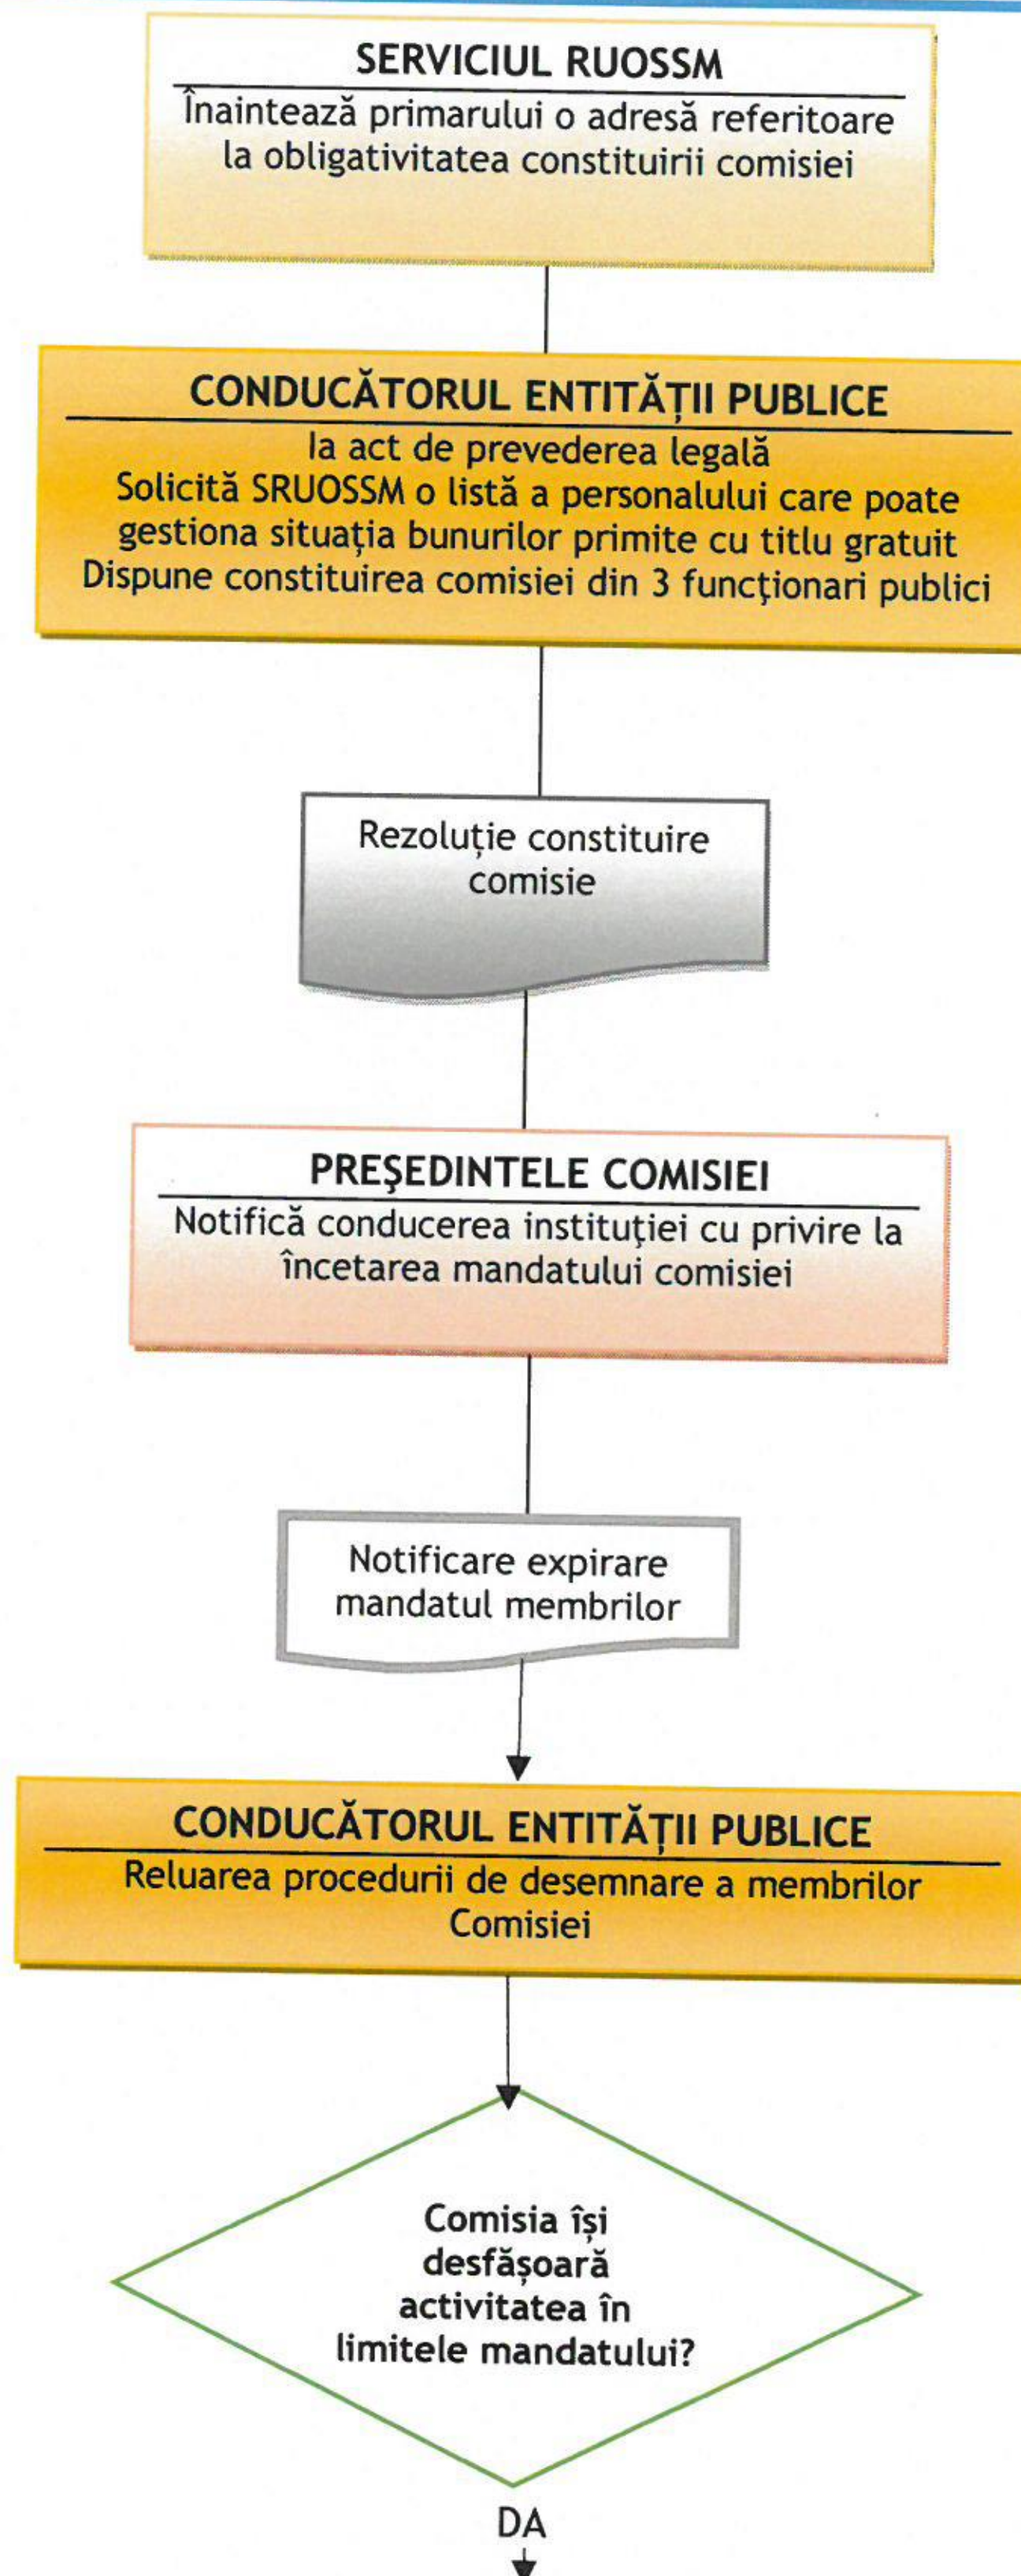 SERVICIUL RUOSSM
Înaintează primarului o adresă referitoare
la obligativitatea constituirii comisiei
CONDUCĂTORUL ENTITĂȚII PUBLICE
Ia act de prevederea legală
Solicită SRUOSSM o listă a personalului care poate
gestiona situația bunurilor primite cu titlu gratuit
Dispune constituirea comisiei din 3 funcţionari publici
Rezoluție constituire
comisie
PREŞEDINTELE COMISIEI
Notifică conducerea instituţiei cu privire la
încetarea mandatului comisiei
Notificare expirare
mandatul membrilor
CONDUCĂTORUL ENTITĂȚII PUBLICE
Reluarea procedurii de desemnare a membrilor
Comisiei
Comisia își
desfășoară
activitatea în
limitele mandatului?
DA